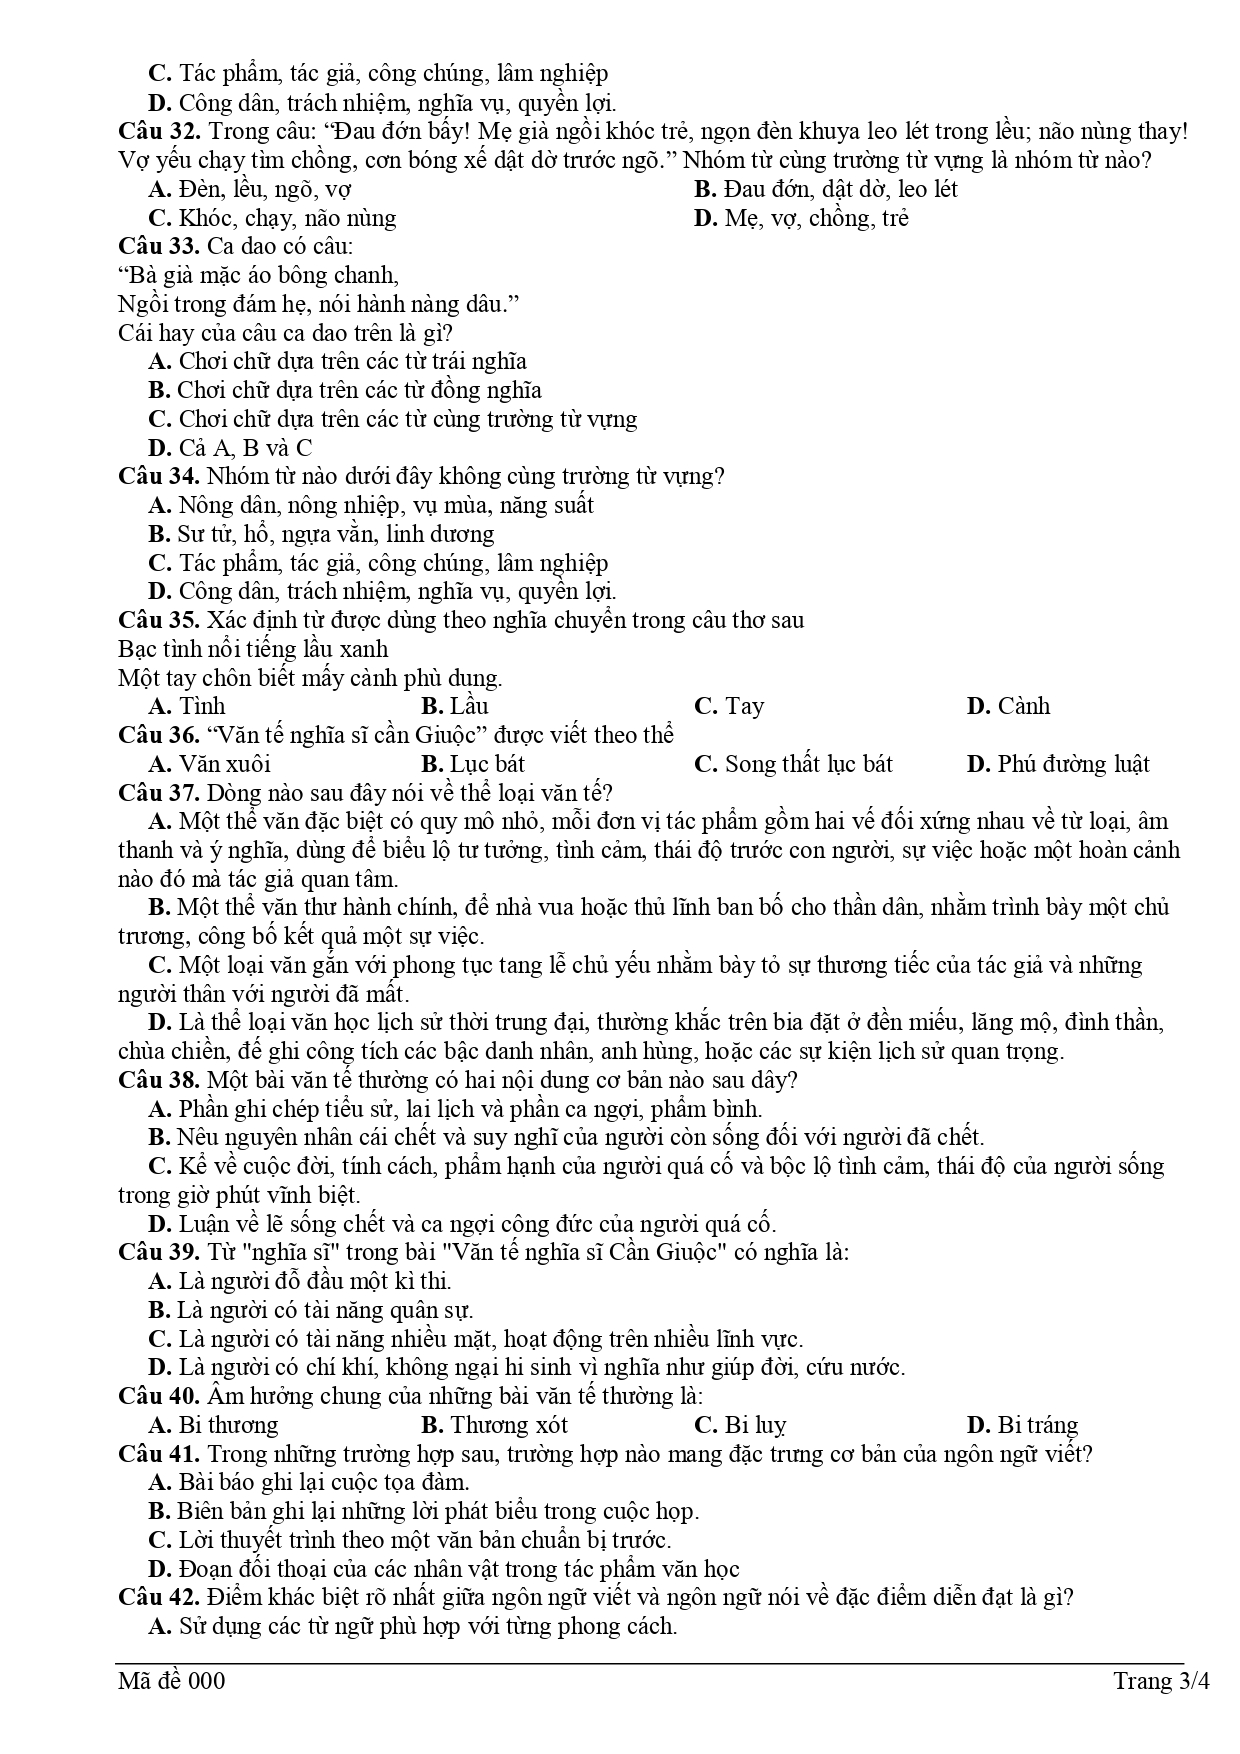 C. Tác phẩm, tác giả, công chúng, lâm nghiệp
D. Công dân, trách nhiệm, nghĩa vụ, quyền lợi.
Câu 32. Trong câu: “Đau đớn bấy! Mẹ già ngồi khóc trẻ, ngọn đèn khuya leo lét trong lều; não nùng thay!
Vợ yếu chạy tìm chồng, cơn bóng xế dật dờ trước ngõ.” Nhóm từ cùng trường từ vựng là nhóm từ nào?
A. Đèn, lều, ngõ, vợ B. Đau đớn, dật dờ, leo lét
C. Khóc, chạy, não nùng D. Mẹ, vợ, chồng, trẻ
Câu 33. Ca dao có câu:
“Bà già mặc áo bông chanh,
Ngồi trong đám hẹ, nói hành nàng dâu.”
Cái hay của câu ca dao trên là gì?
A. Chơi chữ dựa trên các từ trái nghĩa
B. Chơi chữ dựa trên các từ đồng nghĩa
C. Chơi chữ dựa trên các từ cùng trường từ vựng
D. Cả A, B và C
Câu 34. Nhóm từ nào dưới đây không cùng trường từ vựng?
A. Nông dân, nông nhiệp, vụ mùa, năng suất
B. Sư tử, hổ, ngựa vằn, linh dương
C. Tác phẩm, tác giả, công chúng, lâm nghiệp
D. Công dân, trách nhiệm, nghĩa vụ, quyền lợi.
Câu 35. Xác định từ được dùng theo nghĩa chuyển trong câu thơ sau
Bạc tình nổi tiếng lầu xanh
Một tay chôn biết mấy cành phù dung.
A. Tình B. Lầu C. Tay D. Cành
Câu 36. “Văn tế nghĩa sĩ cần Giuộc” được viết theo thể
A. Văn xuôi B. Lục bát C. Song thất lục bát D. Phú đường luật
Câu 37. Dòng nào sau đây nói về thể loại văn tế?
A. Một thể văn đặc biệt có quy mô nhỏ, mỗi đơn vị tác phẩm gồm hai vế đối xứng nhau về từ loại, âm
thanh và ý nghĩa, dùng để biểu lộ tư tưởng, tình cảm, thái độ trước con người, sự việc hoặc một hoàn cảnh
nào đó mà tác giả quan tâm.
B. Một thể văn thư hành chính, để nhà vua hoặc thủ lĩnh ban bố cho thần dân, nhằm trình bày một chủ
trương, công bố kết quả một sự việc.
C. Một loại văn gắn với phong tục tang lễ chủ yếu nhằm bày tỏ sự thương tiếc của tác giả và những
người thân với người đã mất.
D. Là thể loại văn học lịch sử thời trung đại, thường khắc trên bia đặt ở đền miếu, lăng mộ, đình thần,
chùa chiền, để ghi công tích các bậc danh nhân, anh hùng, hoặc các sự kiện lịch sử quan trọng.
Câu 38. Một bài văn tế thường có hai nội dung cơ bản nào sau dây?
A. Phần ghi chép tiểu sử, lai lịch và phần ca ngợi, phẩm bình.
B. Nêu nguyên nhân cái chết và suy nghĩ của người còn sống đối với người đã chết.
C. Kể về cuộc đời, tính cách, phẩm hạnh của người quá cố và bộc lộ tình cảm, thái độ của người sống
trong giờ phút vĩnh biệt.
D. Luận về lẽ sống chết và ca ngợi công đức của người quá cố.
Câu 39. Từ "nghĩa sĩ" trong bài "Văn tế nghĩa sĩ Cần Giuộc" có nghĩa là:
A. Là người đỗ đầu một kì thi.
B. Là người có tài năng quân sự.
C. Là người có tài năng nhiều mặt, hoạt động trên nhiều lĩnh vực.
D. Là người có chí khí, không ngại hi sinh vì nghĩa như giúp đời, cứu nước.
Câu 40. Âm hưởng chung của những bài văn tế thường là:
A. Bi thương B. Thương xót C. Bi luỵ D. Bi tráng
Câu 41. Trong những trường hợp sau, trường hợp nào mang đặc trưng cơ bản của ngôn ngữ viết?
A. Bài báo ghi lại cuộc tọa đàm.
B. Biên bản ghi lại những lời phát biểu trong cuộc họp.
C. Lời thuyết trình theo một văn bản chuẩn bị trước.
D. Đoạn đối thoại của các nhân vật trong tác phẩm văn học
Câu 42. Điểm khác biệt rõ nhất giữa ngôn ngữ viết và ngôn ngữ nói về đặc điểm diễn đạt là gì?
A. Sử dụng các từ ngữ phù hợp với từng phong cách.
Mã đề 000 Trang 3/4